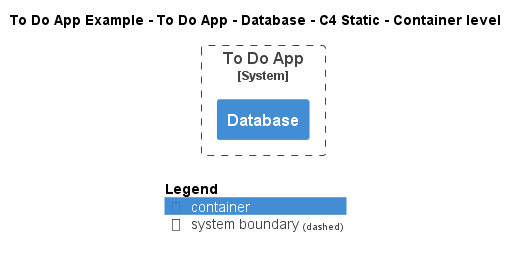 To Do App Example - To Do App - Database - C4 Static - Container level
To Do App
[System]
Database
Legend
container
system boundary (dashed)